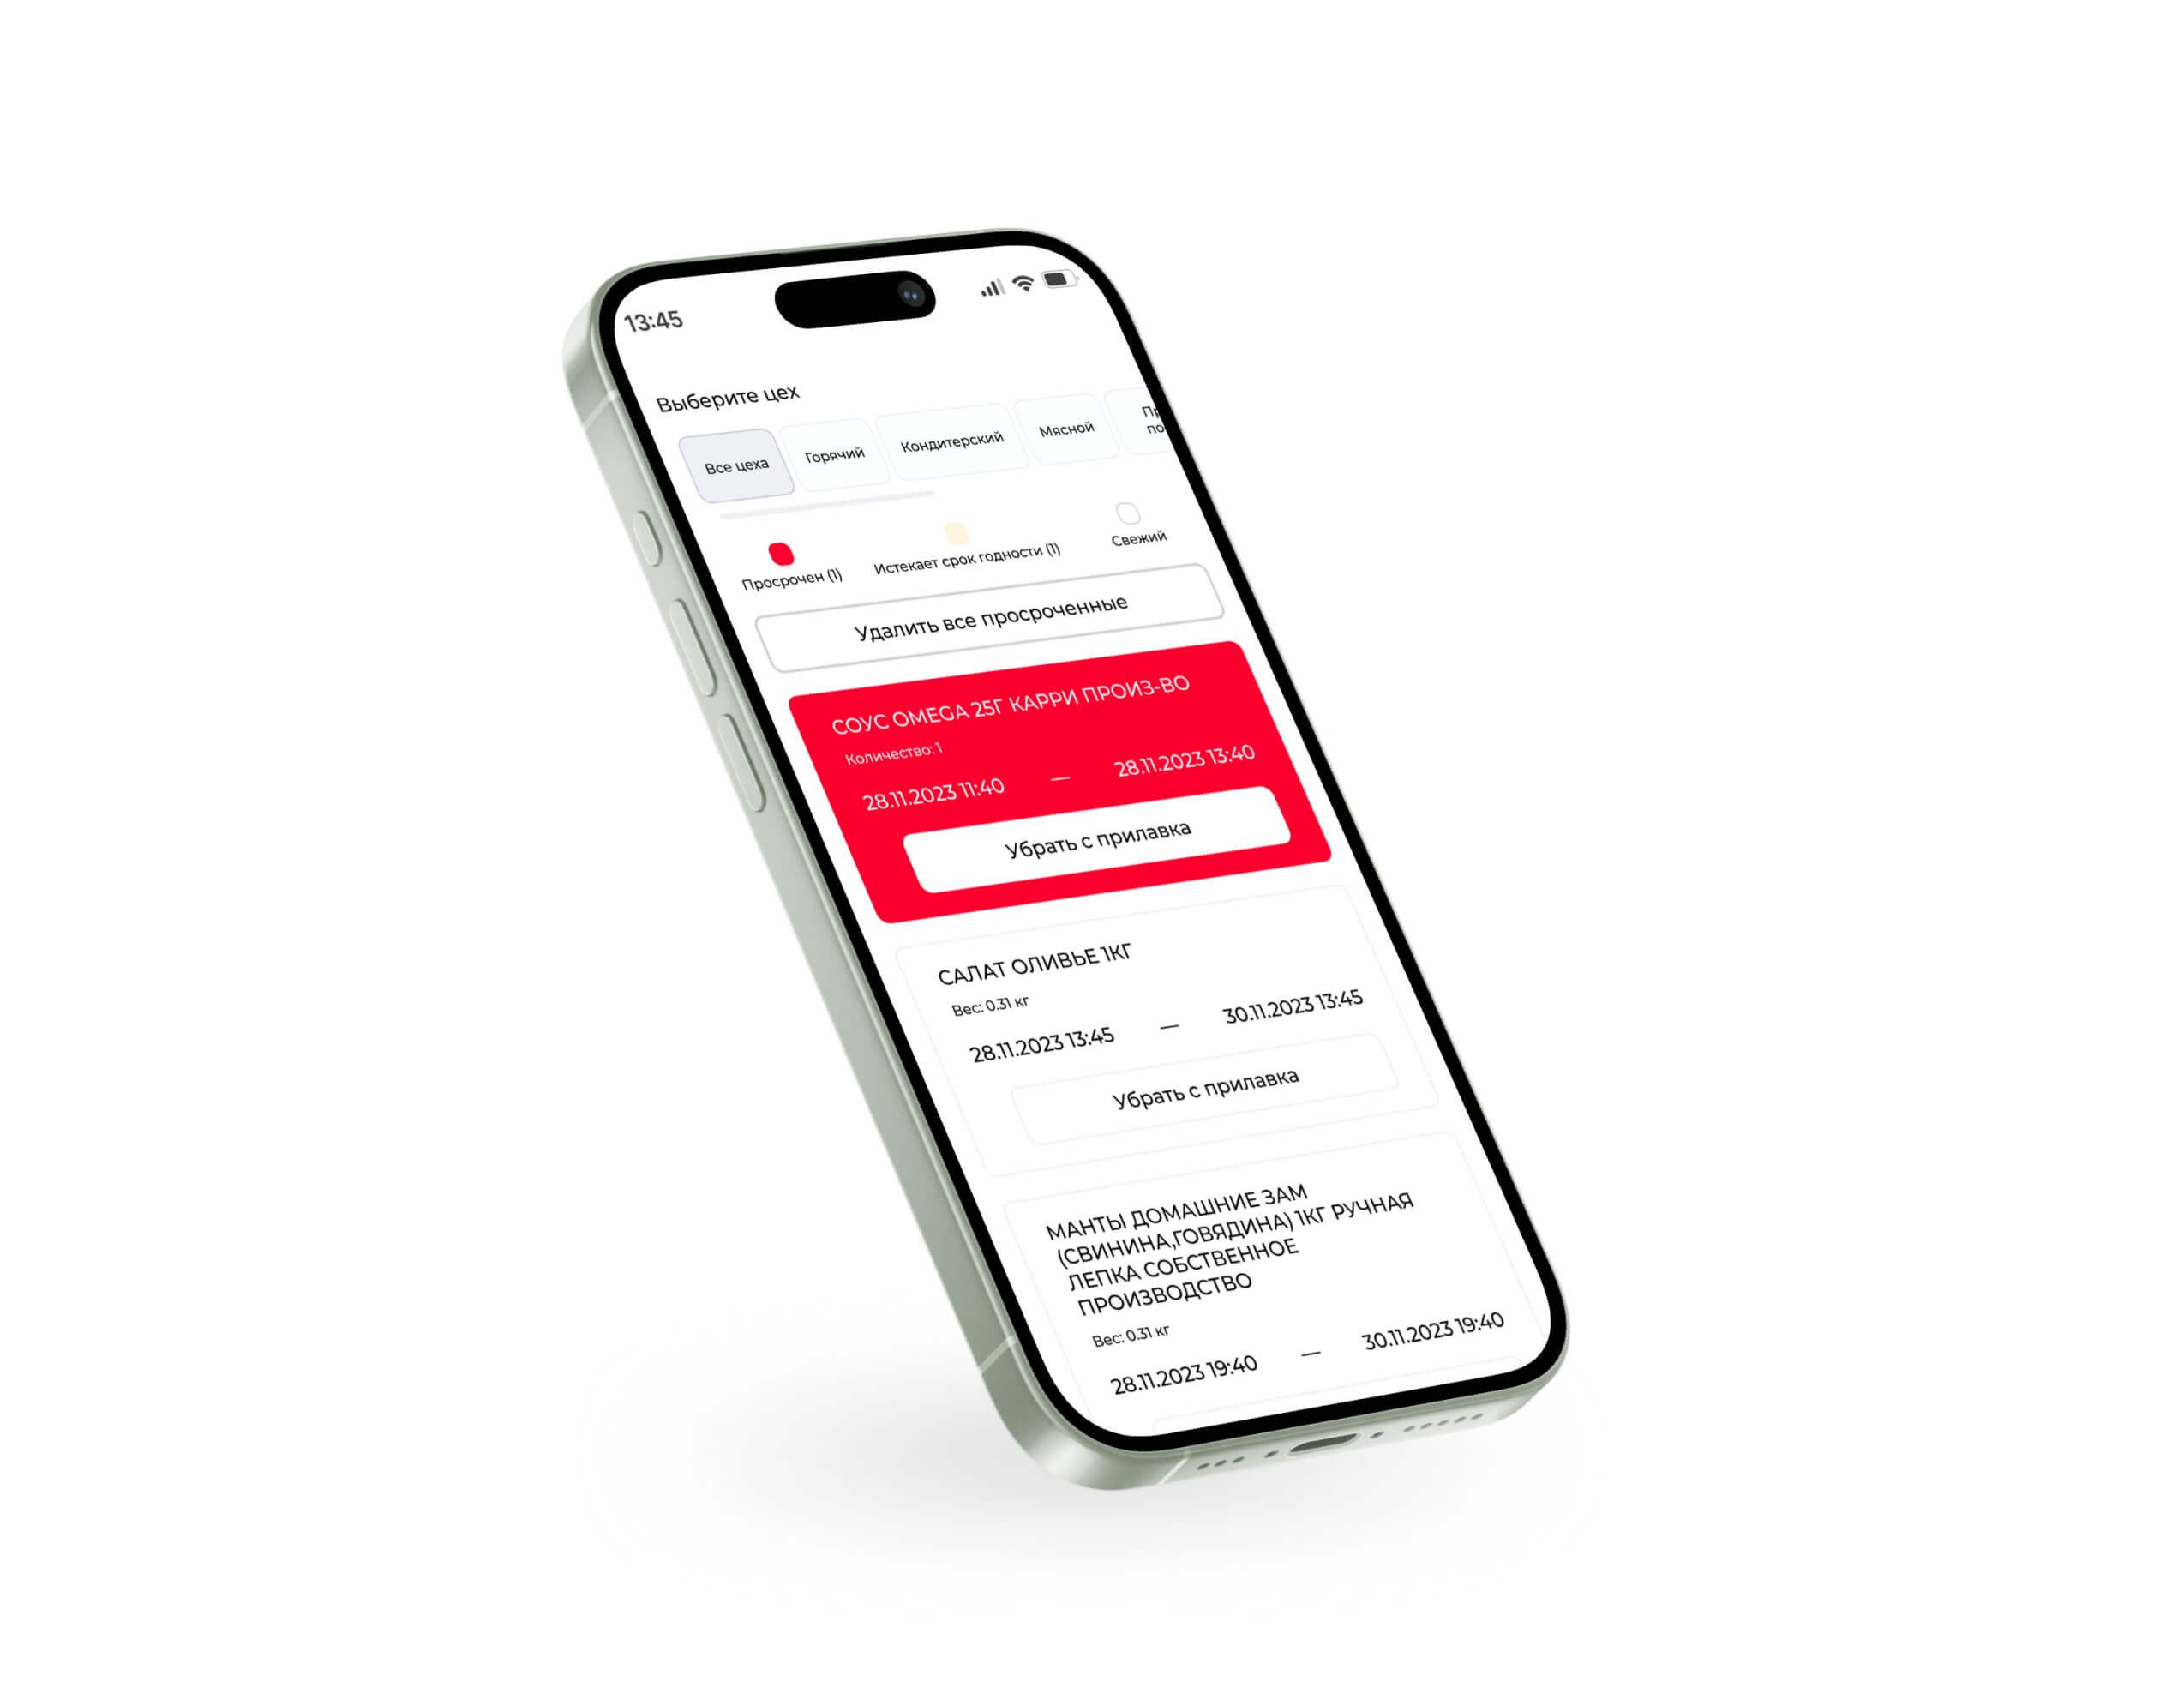 13:45
Выберите цех
Все цеха
Горячий
Кондитерский
Мясной
Просрочен (1)
Истекает срок годности (1)
Свежий
Удалить все просроченные
СОУС OMEGA 25Г КАРРИ ПРОИЗ-ВО
Количество: 1
28.11.2023 11:40 — 28.11.2023 13:40
Убрать с прилавка
САЛАТ ОЛИВЬЕ 1КГ
Вес: 0.31 кг
28.11.2023 13:45 — 30.11.2023 13:45
Убрать с прилавка
МАНТЫ ДОМАШНИЕ ЗАМ
(СВИНИНА,ГОВЯДИНА) 1КГ РУЧНАЯ
ЛЕПКА СОБСТВЕННОЕ
ПРОИЗВОДСТВО
Вес: 0.31 кг
28.11.2023 19:40 — 30.11.2023 19:40